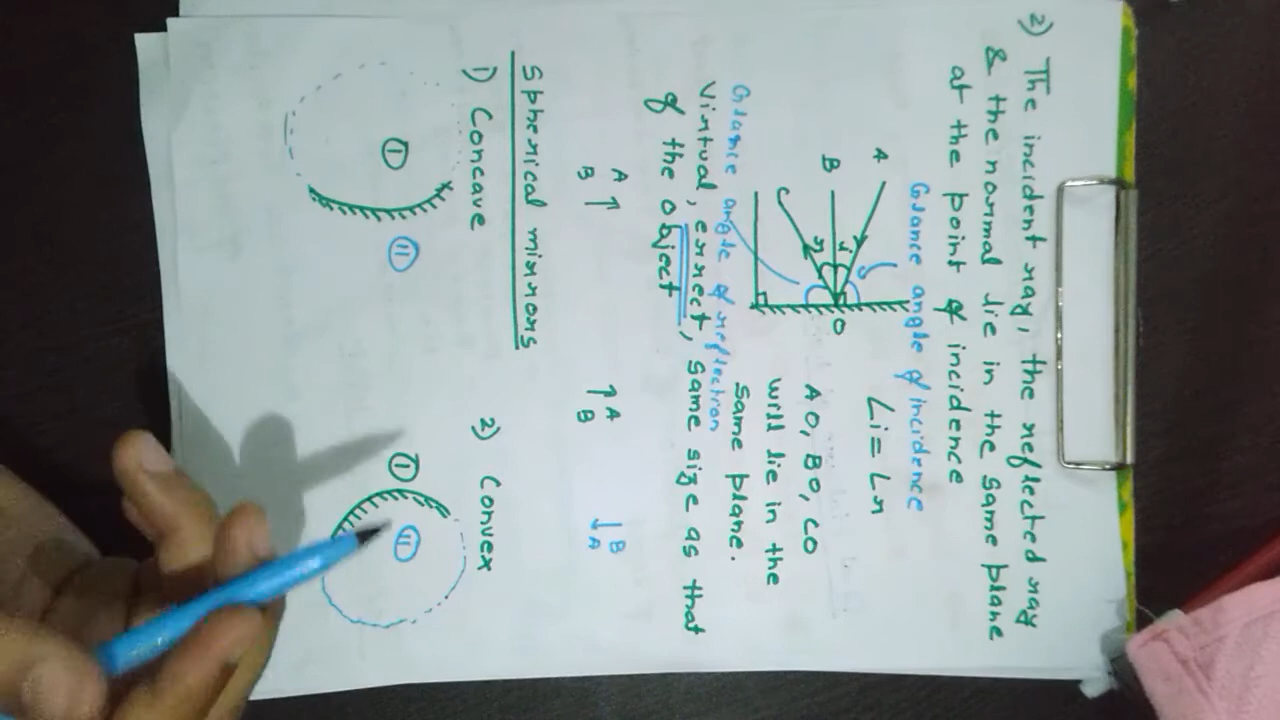 2) The incident ray, the reflected ray
& the normal lie in the same plane
at the point of incidence
Glance angle of incidence
A
B
C
i
r
O
∠i = ∠r
AO, BO, CO
will lie in the
same plane.
Glance angle of reflection
Virtual, errect, same size as that
of the object
A ↑
B
↑ A
B
↓ B
A
Spherical mirrors
1) Concave
2) Convex
I
II
I
II